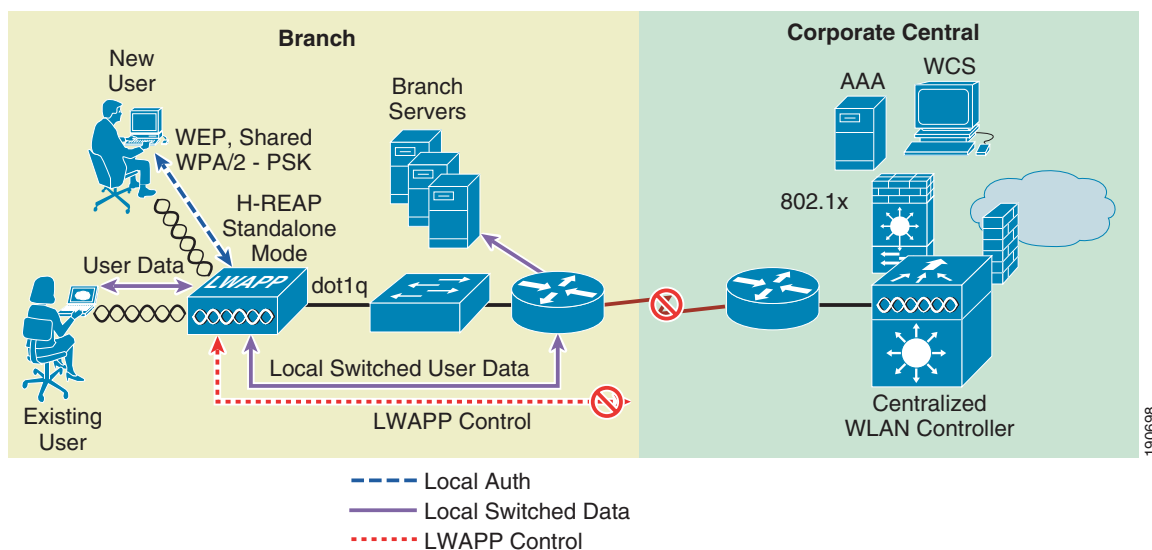 Branch
Corporate Central
New
User
WEP, Shared
WPA/2 - PSK
H-REAP
Standalone
Mode
Branch
Servers
AAA
WCS
802.1x
User Data
LWAPP
dot1q
Local Switched User Data
LWAPP Control
Existing
User
Centralized
WLAN Controller
190698
Local Auth
Local Switched Data
LWAPP Control